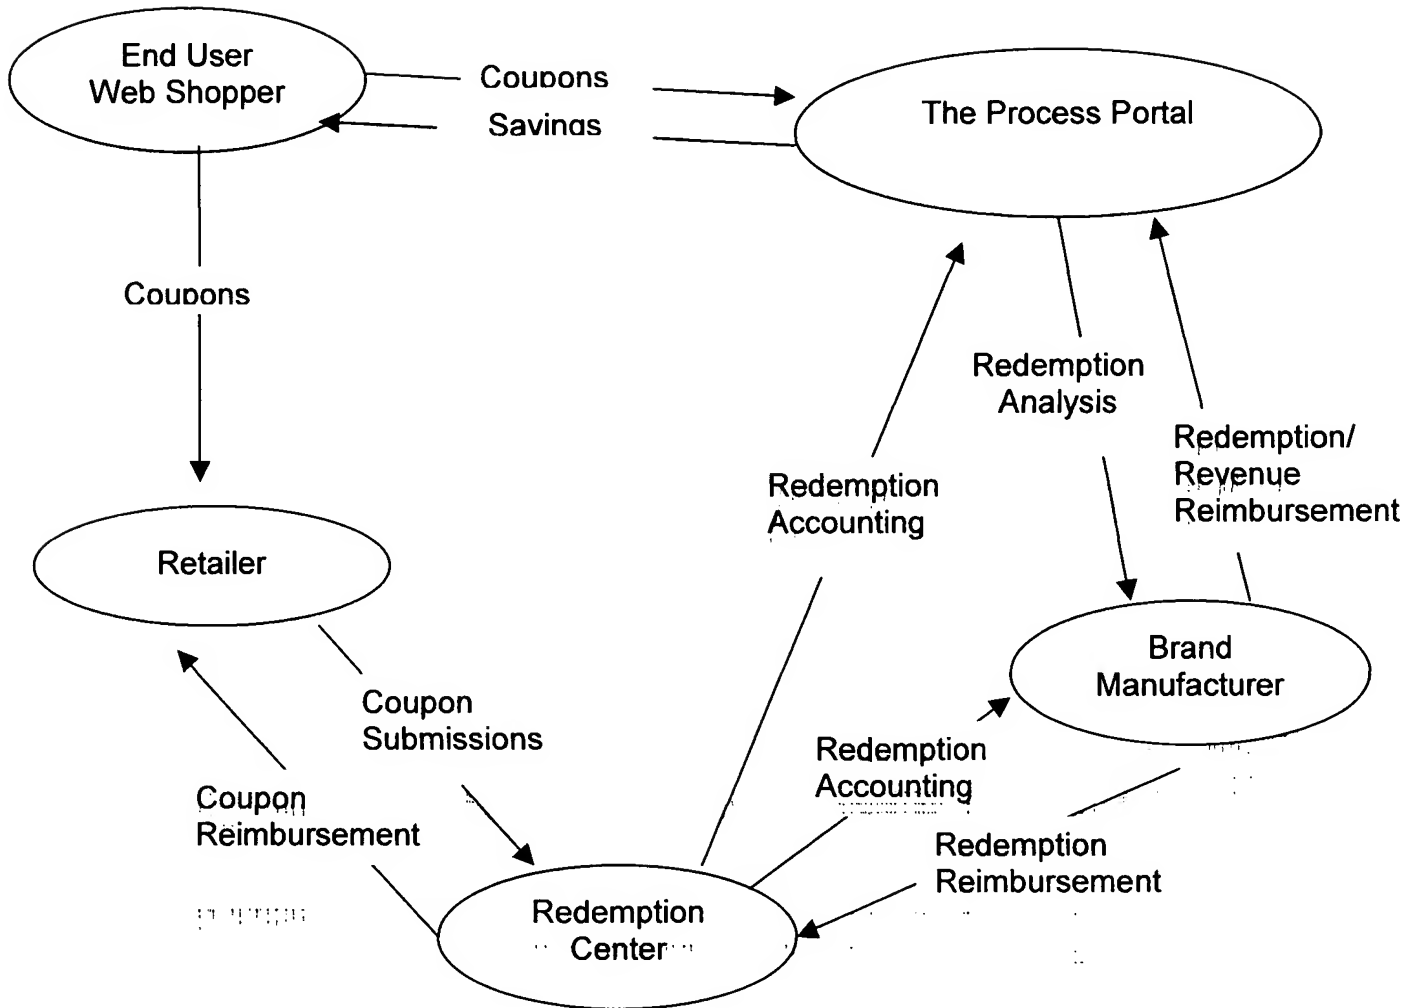 End User
Web Shopper
Coupons
Savings
The Process Portal
Coupons
Redemption
Analysis
Redemption/
Revenue
Reimbursement
Redemption
Accounting
Retailer
Brand
Manufacturer
Coupon
Submissions
Redemption
Accounting
Coupon
Reimbursement
Redemption
Reimbursement
Redemption
Center